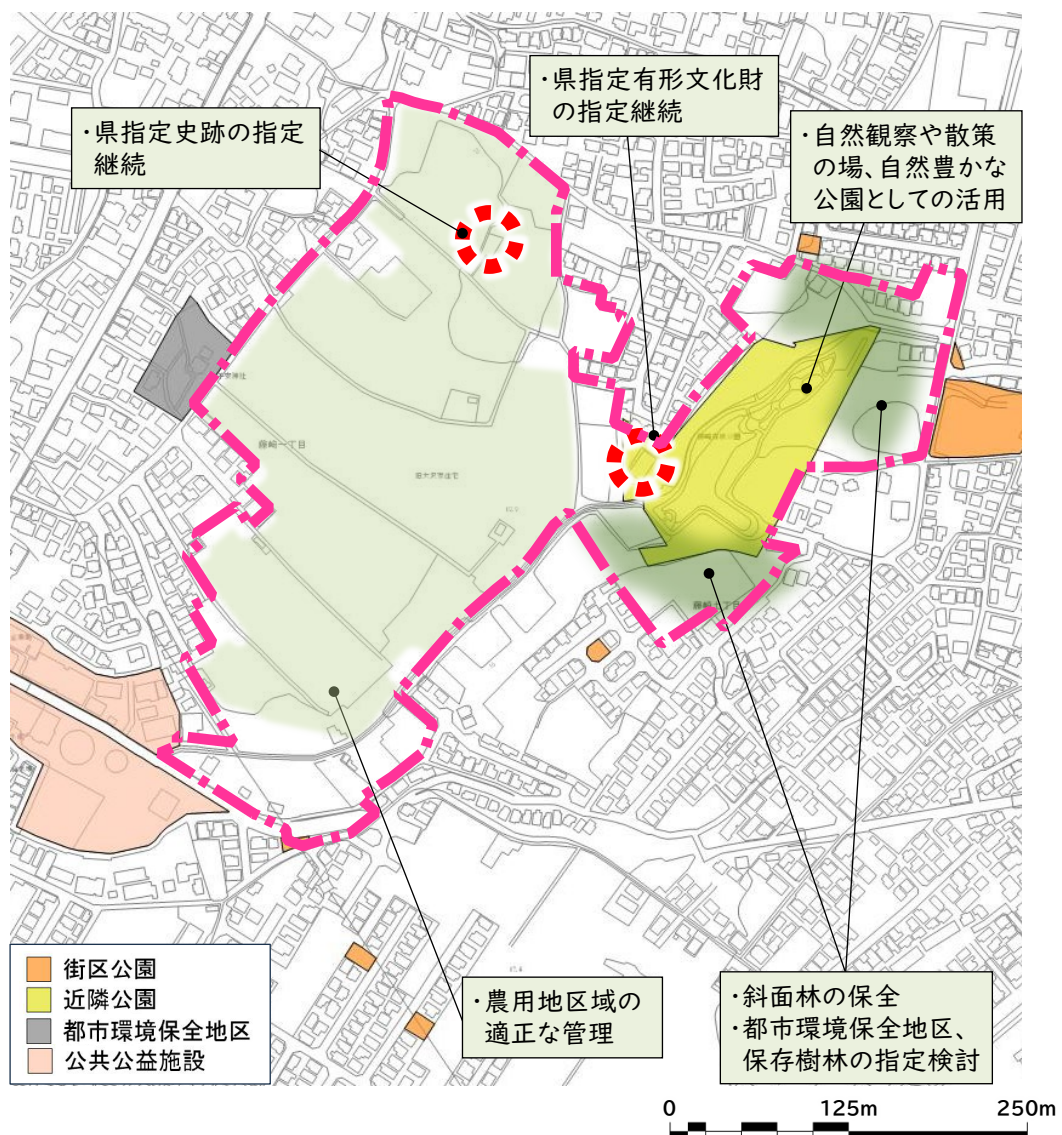 ・県指定有形文化財
の指定継続
・県指定史跡の指定
継続
・自然観察や散策
の場、自然豊かな
公園としての活用
藤崎一丁目
・農用地区域の
適正な管理
・斜面林の保全
・都市環境保全地区、
保存樹林の指定検討
街区公園
近隣公園
都市環境保全地区
公共公益施設
0
125m
250m